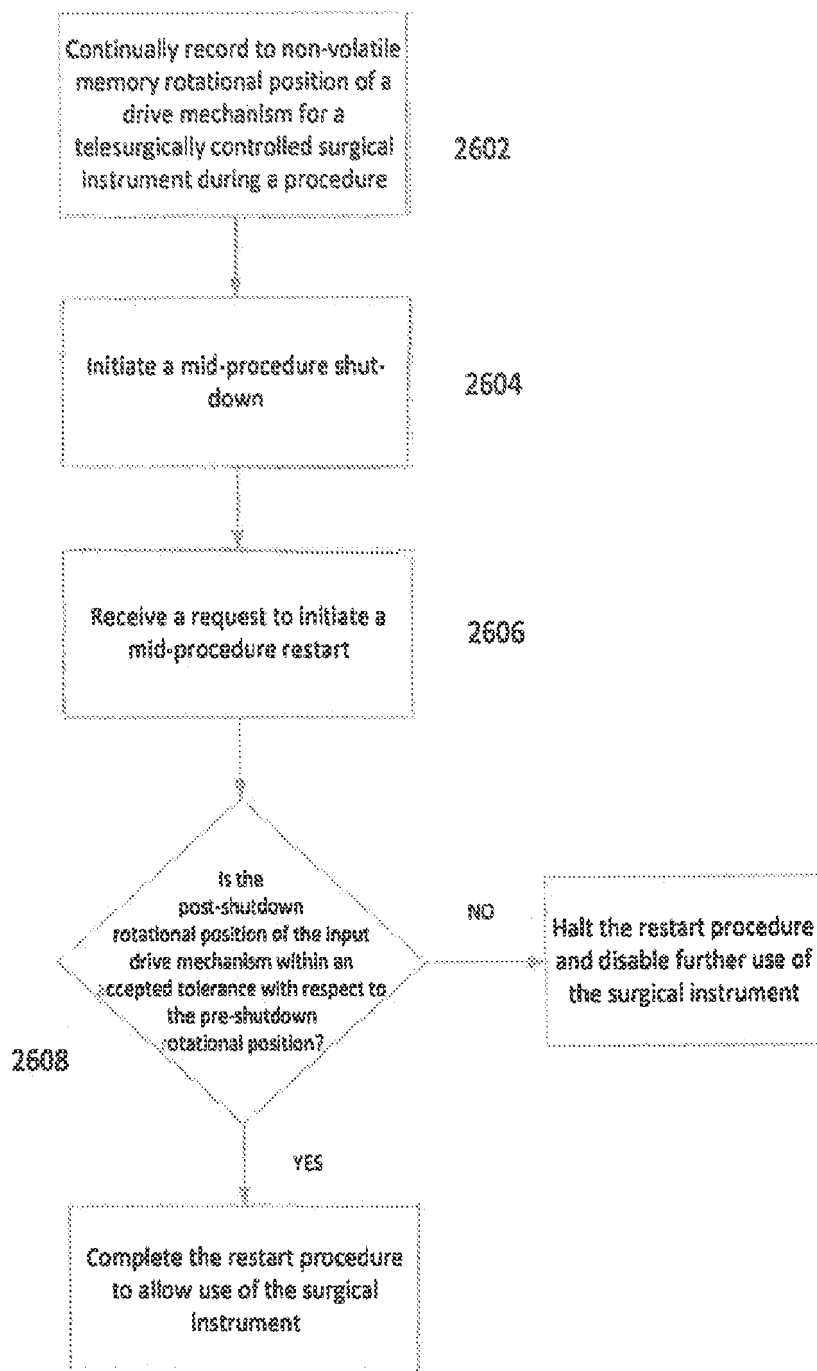 Continually record to non-volatile
memory rotational position of a
drive mechanism for a
telesurgically controlled surgical
instrument during a procedure
2602
Initiate a mid-procedure shut-
down
2604
Receive a request to initiate a
mid-procedure restart
2606
Is the
post-shutdown
rotational position of the input
drive mechanism within an
ccepted tolerance with respect to
the pre-shutdown
otational position?
2608
NO
Halt the restart procedure
and disable further use of
the surgical instrument
YES
Complete the restart procedure
to allow use of the surgical
instrument